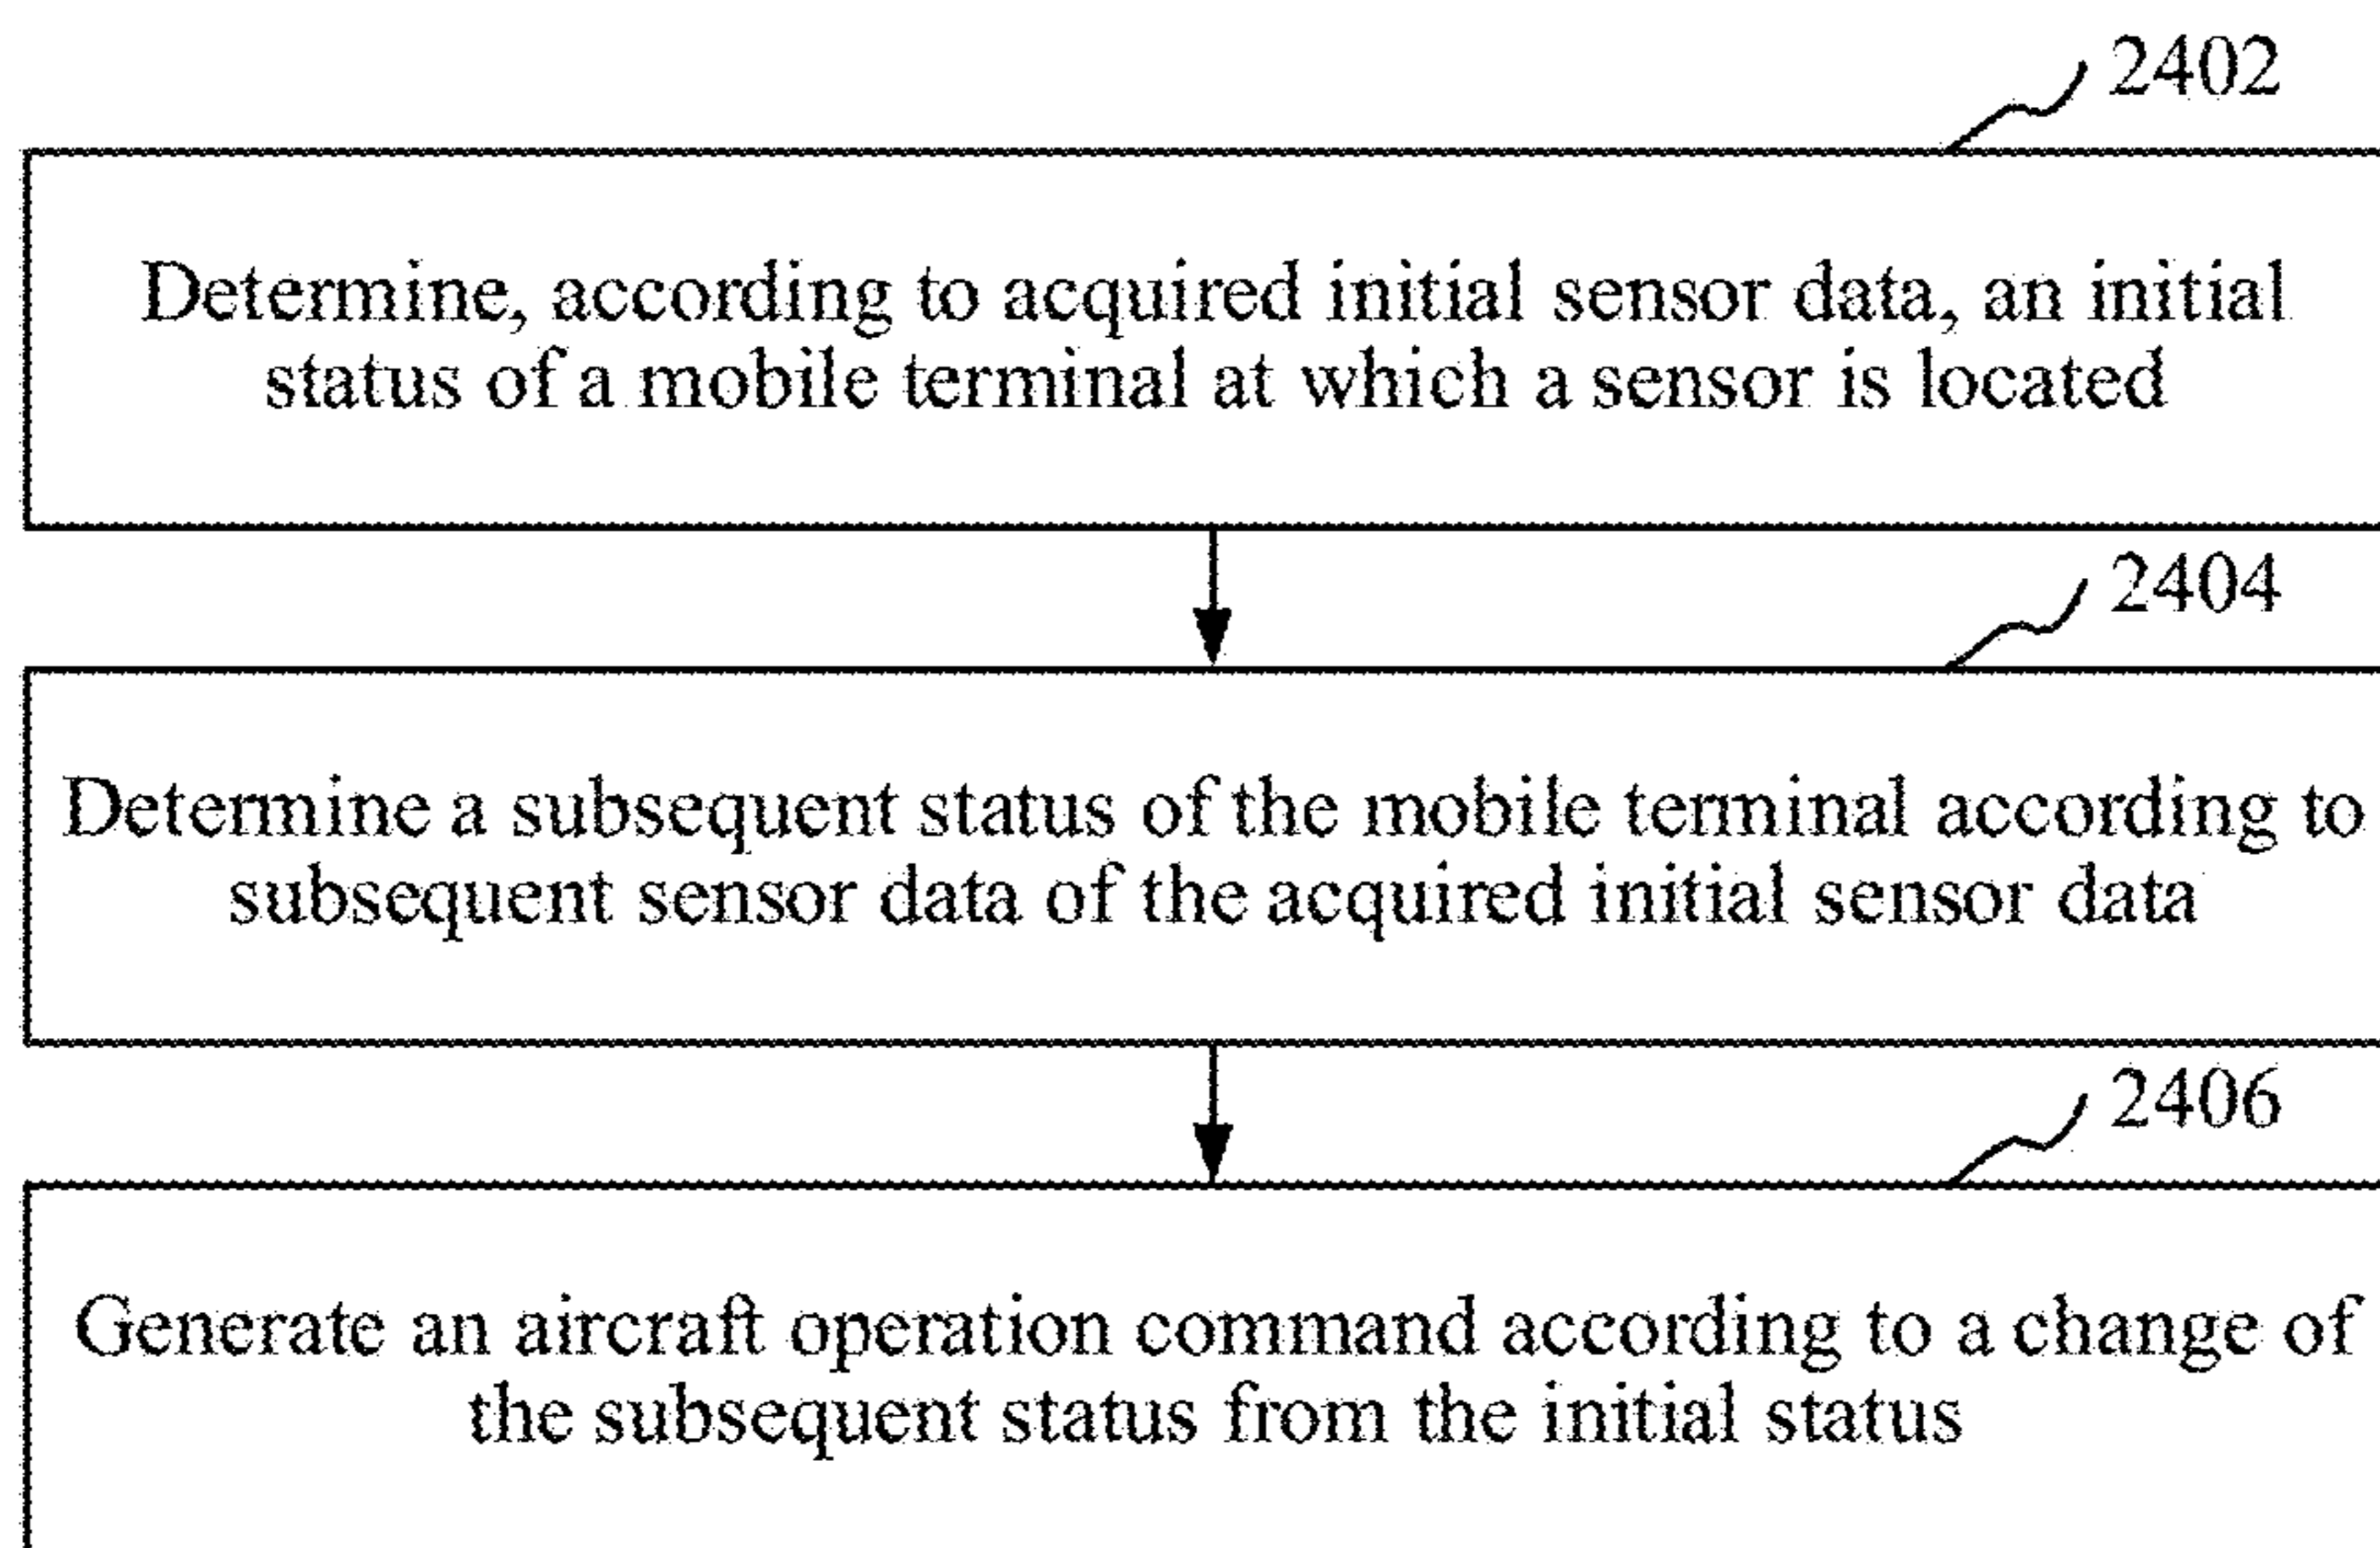 2402
Determine, according to acquired initial sensor data, an initial
status of a mobile terminal at which a sensor is located
2404
Determine a subsequent status of the mobile terminal according to
subsequent sensor data of the acquired initial sensor data
2406
Generate an aircraft operation command according to a change of
the subsequent status from the initial status